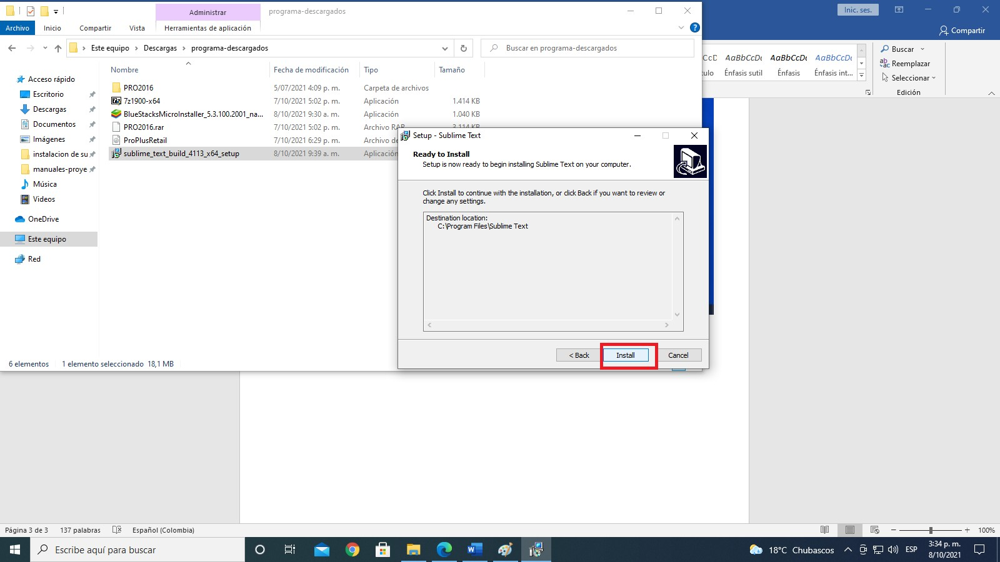 Administrar
programa-descargados
Inic. ses.
Archivo
Inicio
Compartir
Vista
Herramientas de aplicación
?
Compartir
Este equipo > Descargas > programa-descargados
Buscar en programa-descargados
AaBbCcDc AaBbCcDc AaBbCcDc
Énfasis sutil
Énfasis
Énfasis int...
Buscar
Reemplazar
Seleccionar
Edición
Nombre
Fecha de modificación
Tipo
Tamaño
Acceso rápido
Escritorio
Descargas
Documentos
Imágenes
instalacion de su
manuales-proye
Música
Videos
OneDrive
Este equipo
Red
PRO2016 5/07/2021 4:09 p. m. Carpeta de archivos
7z1900-x64 7/10/2021 5:02 p. m. Aplicación 1.414 KB
BlueStacksMicroInstaller_5.3.100.2001_na... 8/10/2021 9:30 a. m. Aplicación 1.040 KB
PRO2016.rar 7/10/2021 5:02 p. m. Archivo RAR 3.114 KB
ProPlusRetail 7/10/2021 6:29 p. m. Archivo de
sublime_text_build_4113_x64_setup 8/10/2021 9:39 a. m. Aplicación
Setup - Sublime Text
Ready to Install
Setup is now ready to begin installing Sublime Text on your computer.
Click Install to continue with the installation, or click Back if you want to review or
change any settings.
Destination location:
C:\Program Files\Sublime Text
< Back
Install
Cancel
6 elementos
1 elemento seleccionado 18,1 MB
Página 3 de 3
137 palabras
Español (Colombia)
100%
Escribe aquí para buscar
18°C Chubascos
ESP
3:34 p. m.
8/10/2021